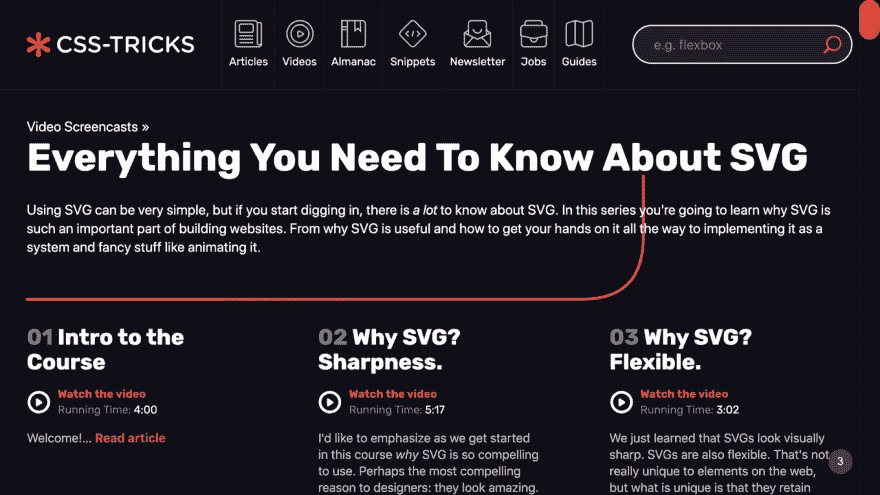 CSS-TRICKS
Articles Videos Almanac Snippets Newsletter Jobs Guides
e.g. flexbox
Video Screencasts »
Everything You Need To Know About SVG
Using SVG can be very simple, but if you start digging in, there is a lot to know about SVG. In this series you're going to learn why SVG is
such an important part of building websites. From why SVG is useful and how to get your hands on it all the way to implementing it as a
system and fancy stuff like animating it.
01 Intro to the
Course
Watch the video
Running Time: 4:00
Welcome!... Read article
02 Why SVG?
Sharpness.
Watch the video
Running Time: 5:17
I'd like to emphasize as we get started
in this course why SVG is so compelling
to use. Perhaps the most compelling
reason to designers: they look amazing.
03 Why SVG?
Flexible.
Watch the video
Running Time: 3:02
We just learned that SVGs look visually
sharp. SVGs are also flexible. That's not
really unique to elements on the web,
but what is unique is that they retain
3